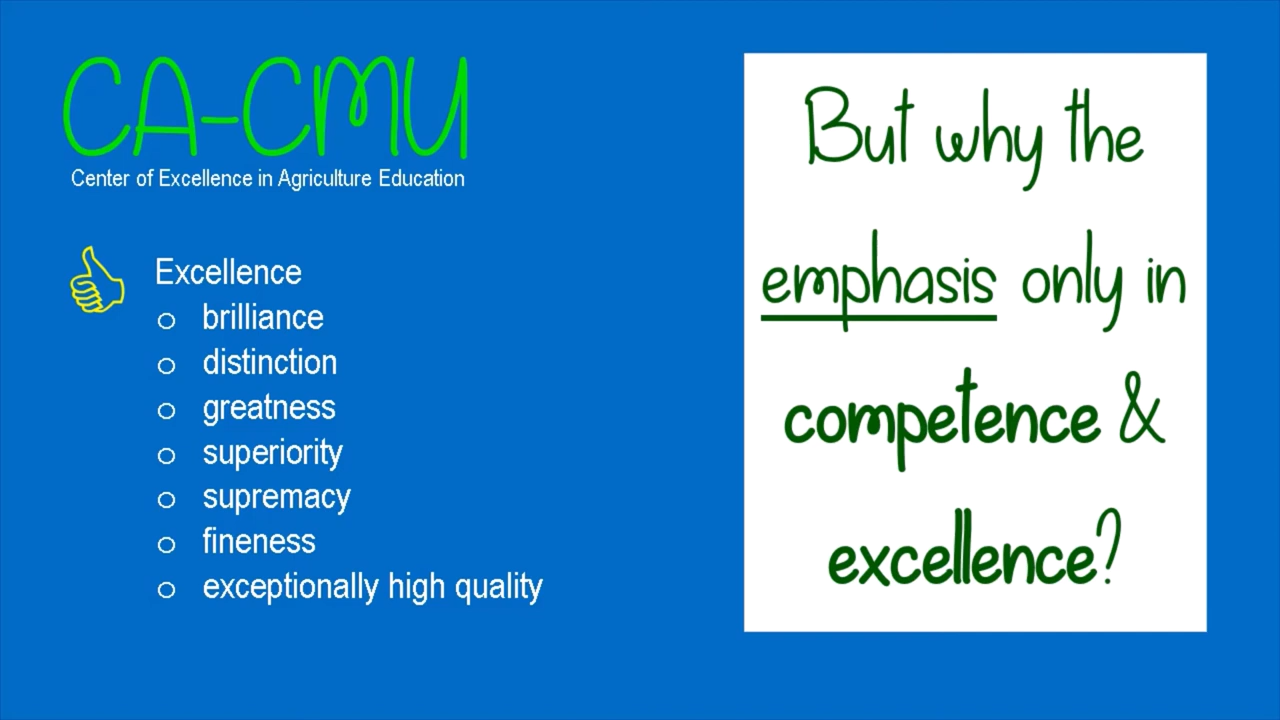 CA-CMU
Center of Excellence in Agriculture Education
Excellence
o brilliance
o distinction
o greatness
o superiority
o supremacy
o fineness
o exceptionally high quality
But why the
emphasis only in
competence &
excellence?